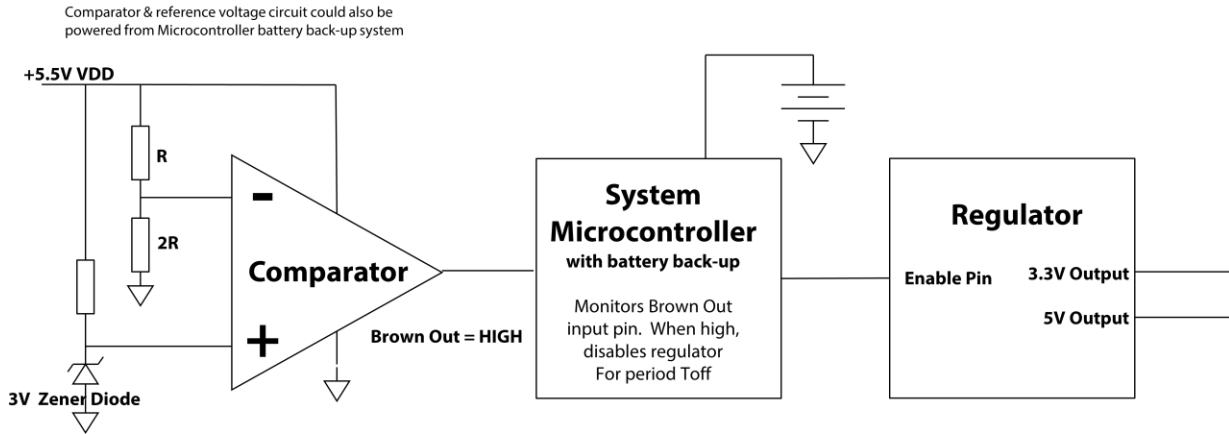 Comparator & reference voltage circuit could also be
powered from Microcontroller battery back-up system
+5.5V VDD
R
2R
-
Comparator
+
Brown Out = HIGH
3V Zener Diode
System
Microcontroller
with battery back-up
Monitors Brown Out
input pin. When high,
disables regulator
For period Toff
Regulator
Enable Pin
3.3V Output
5V Output